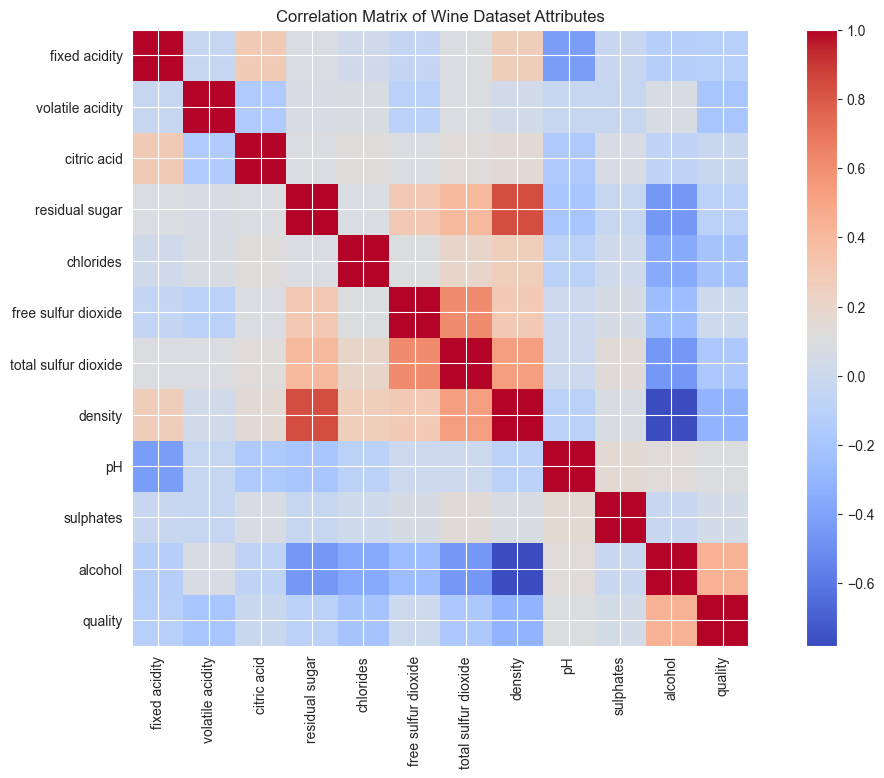 Correlation Matrix of Wine Dataset Attributes
fixed acidity
volatile acidity
citric acid
residual sugar
chlorides
free sulfur dioxide
total sulfur dioxide
density
pH
sulphates
alcohol
quality
fixed acidity
volatile acidity
citric acid
residual sugar
chlorides
free sulfur dioxide
total sulfur dioxide
density
pH
sulphates
alcohol
quality
1.0
0.8
0.6
0.4
0.2
0.0
−0.2
−0.4
−0.6